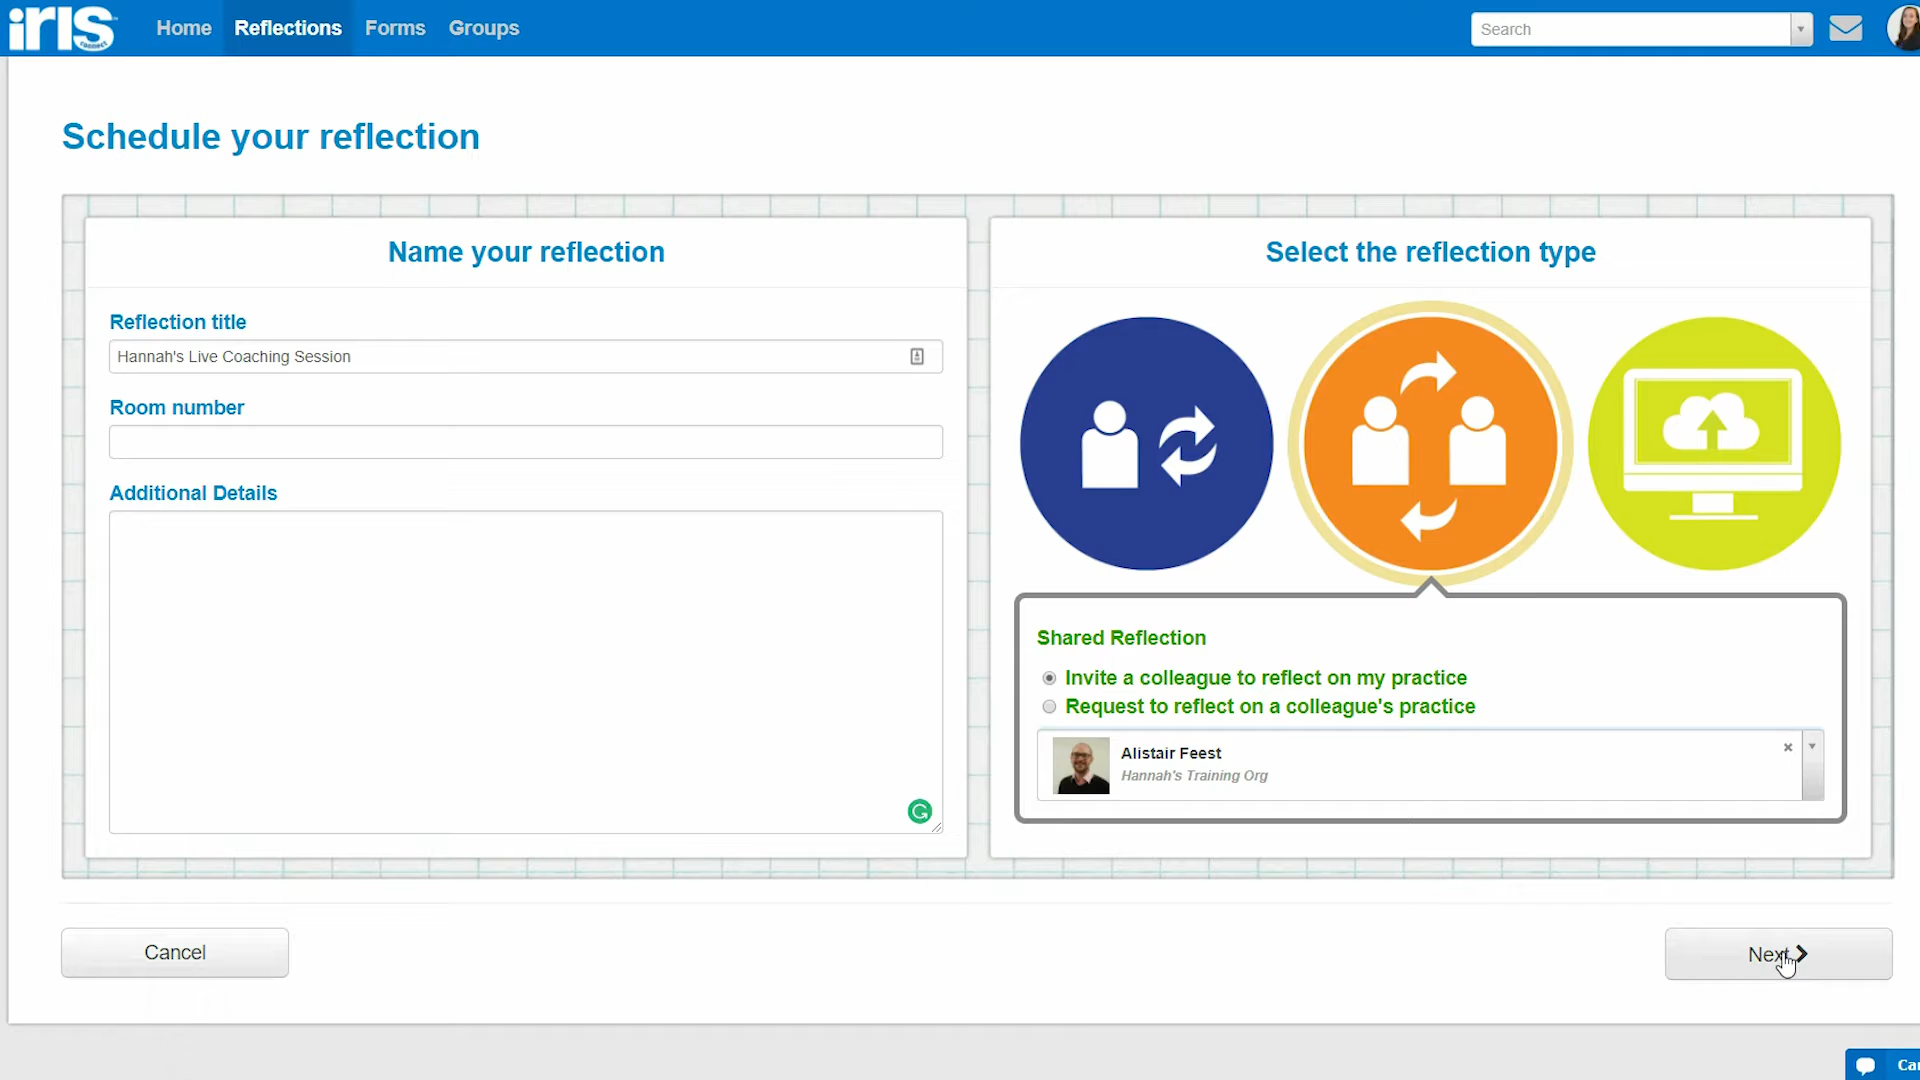 iris connect
Home Reflections Forms Groups Search
Schedule your reflection
Name your reflection
Reflection title
Hannah's Live Coaching Session
Room number
Additional Details
Select the reflection type
Shared Reflection
Invite a colleague to reflect on my practice
Request to reflect on a colleague's practice
Alistair Feest
Hannah's Training Org
Cancel
Next